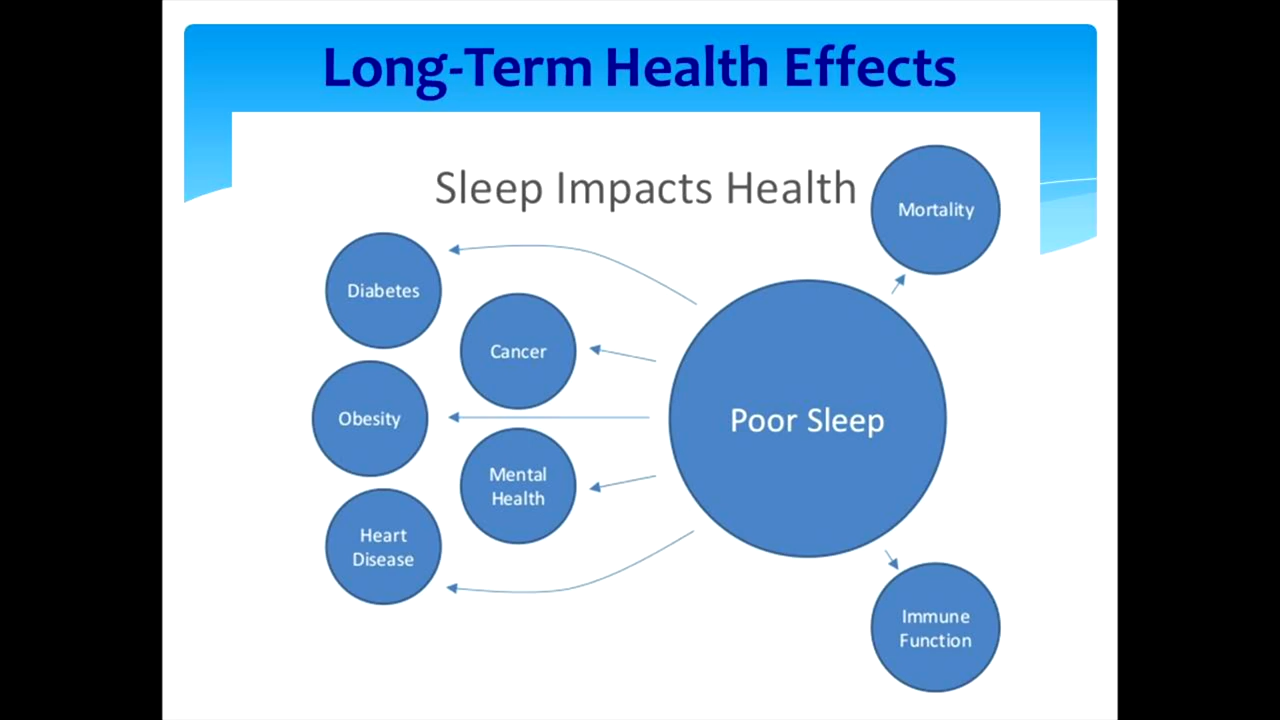 Long-Term Health Effects
Sleep Impacts Health
Mortality
Diabetes
Cancer
Obesity
Poor Sleep
Mental
Health
Heart
Disease
Immune
Function